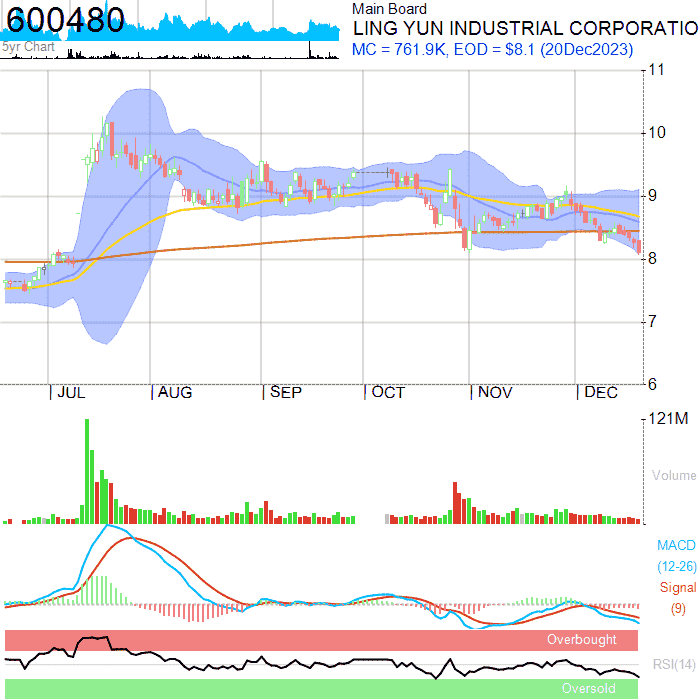 600480
Main Board
LING YUN INDUSTRIAL CORPORATIO
5yr Chart
MC = 761.9K, EOD = $8.1 (20Dec2023)
11
10
9
8
7
6
JUL AUG SEP OCT NOV DEC
121M
Volume
MACD
(12-26)
Signal
(9)
Overbought
RSI(14)
Oversold